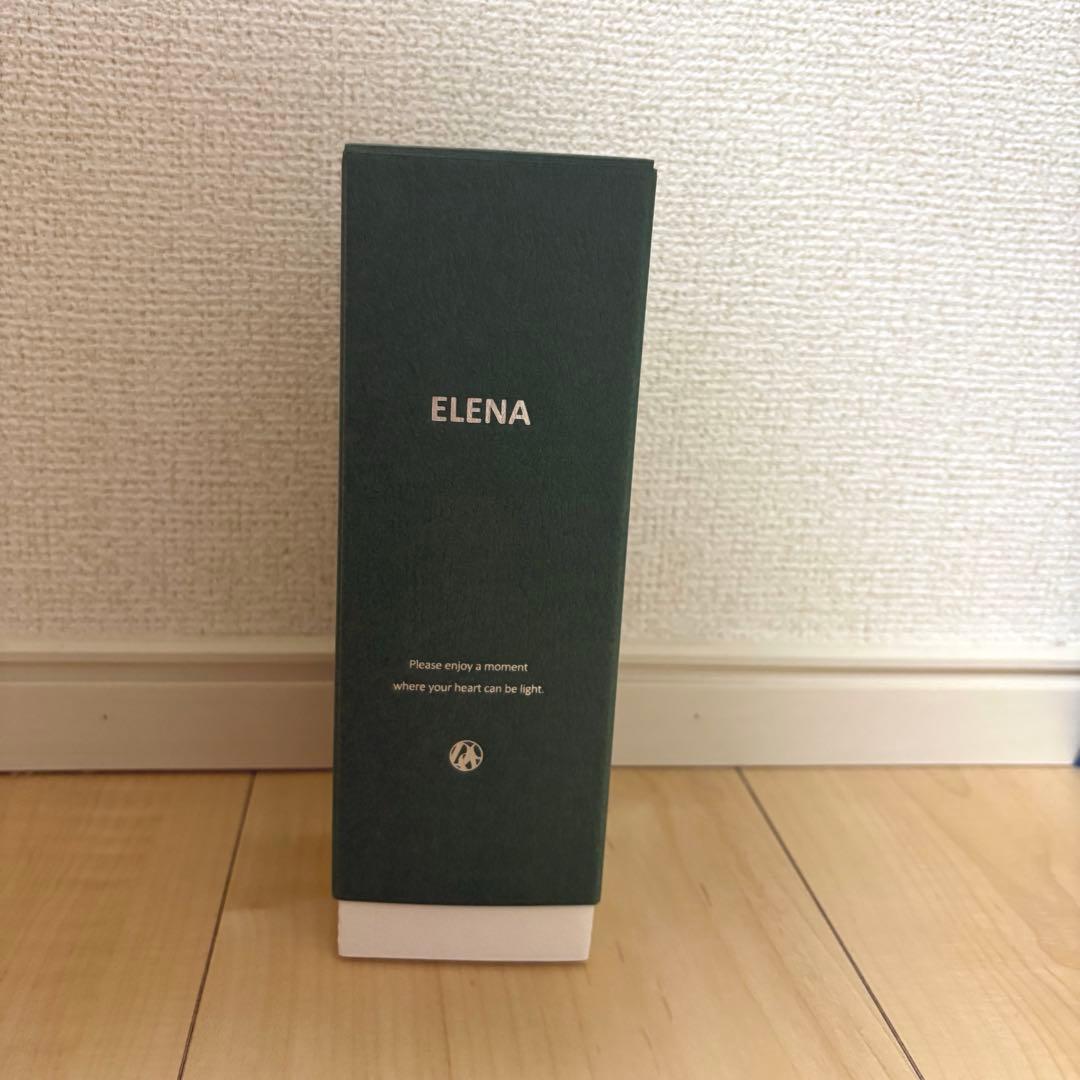 ELENA
Please enjoy a moment
where your heart can be light.